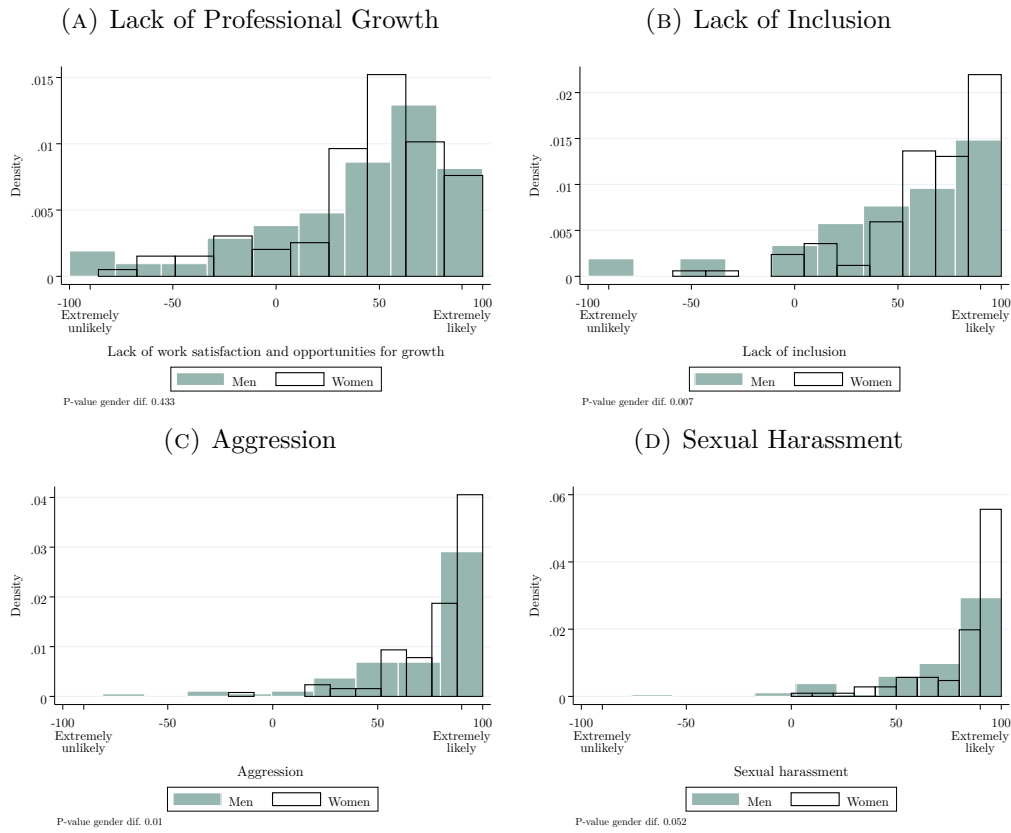 (A) Lack of Professional Growth
.015
.01
.005
0
Density
-100 -50 0 50 100
Extremely unlikely
Extremely likely
Lack of work satisfaction and opportunities for growth
Men Women
P-value gender dif. 0.433
(B) Lack of Inclusion
.02
.015
.01
.005
0
Density
-100 -50 0 50 100
Extremely unlikely
Extremely likely
Lack of inclusion
Men Women
P-value gender dif. 0.007
(C) Aggression
.04
.03
.02
.01
0
Density
-100 -50 0 50 100
Extremely unlikely
Extremely likely
Aggression
Men Women
P-value gender dif. 0.01
(D) Sexual Harassment
.06
.04
.02
0
Density
-100 -50 0 50 100
Extremely unlikely
Extremely likely
Sexual harassment
Men Women
P-value gender dif. 0.052